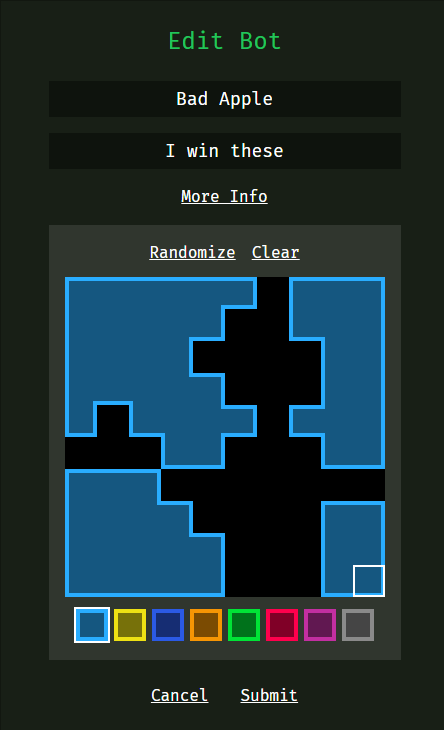 Edit Bot
Bad Apple
I win these
More Info
Randomize Clear
Cancel Submit